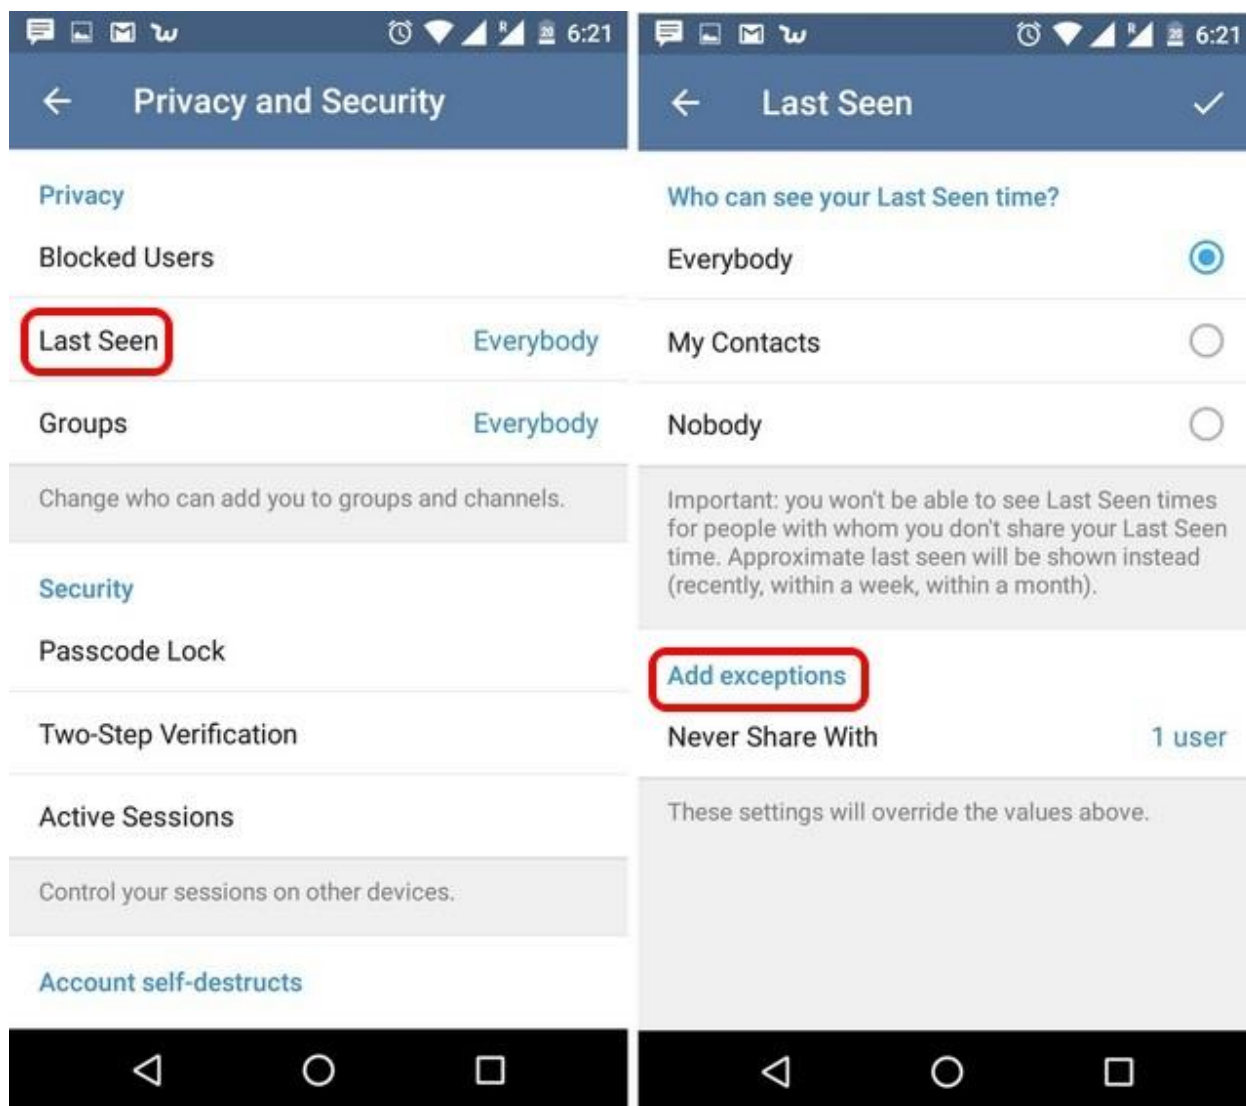 6:21
Privacy and Security
Privacy
Blocked Users
Last Seen Everybody
Groups Everybody
Change who can add you to groups and channels.
Security
Passcode Lock
Two-Step Verification
Active Sessions
Control your sessions on other devices.
Account self-destructs
R 20 6:21
Last Seen
Who can see your Last Seen time?
Everybody
My Contacts
Nobody
Important: you won't be able to see Last Seen times
for people with whom you don't share your Last Seen
time. Approximate last seen will be shown instead
(recently, within a week, within a month).
Add exceptions
Never Share With 1 user
These settings will override the values above.